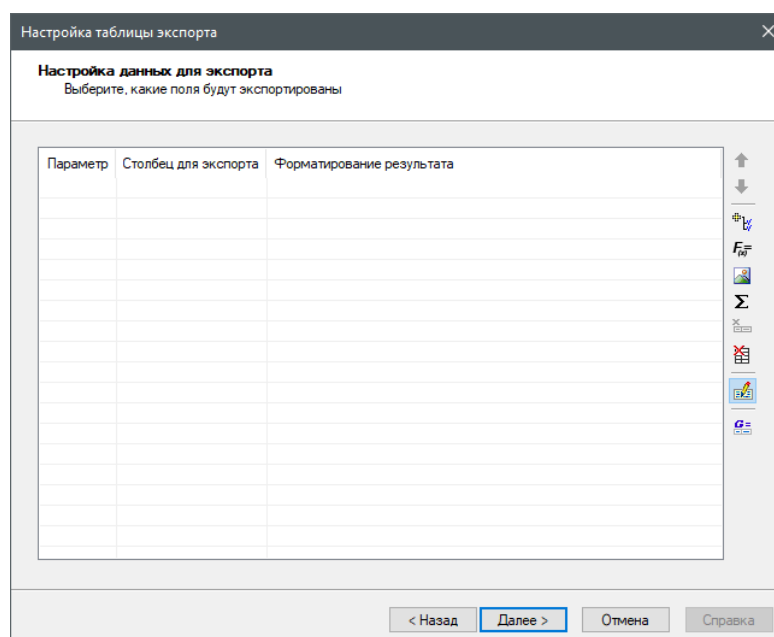 Настройка таблицы экспорта
Настройка данных для экспорта
Выберите, какие поля будут экспортированы
Параметр Столбец для экспорта Форматирование результата
F(x)=
Σ
G=
< Назад Далее > Отмена Справка